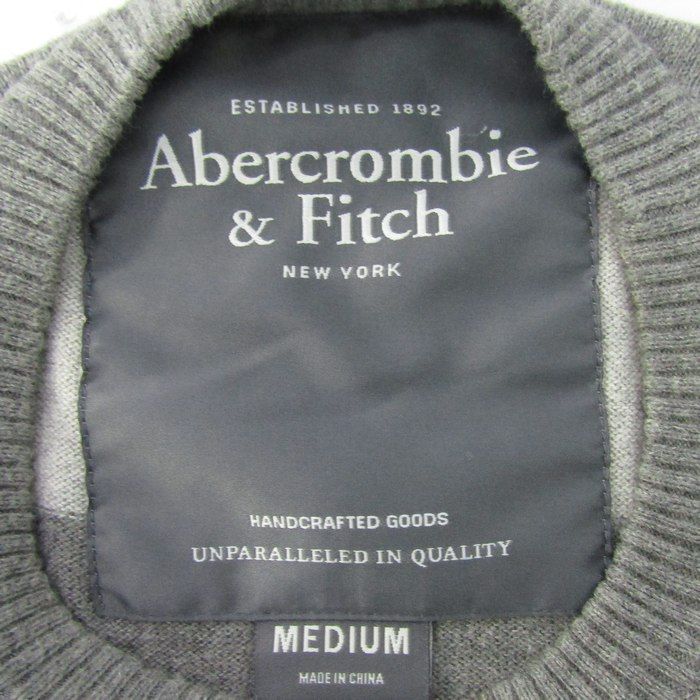 ESTABLISHED 1892
Abercrombie
& Fitch
NEW YORK
HANDCRAFTED GOODS
UNPARALLELED IN QUALITY
MEDIUM
MADE IN CHINA